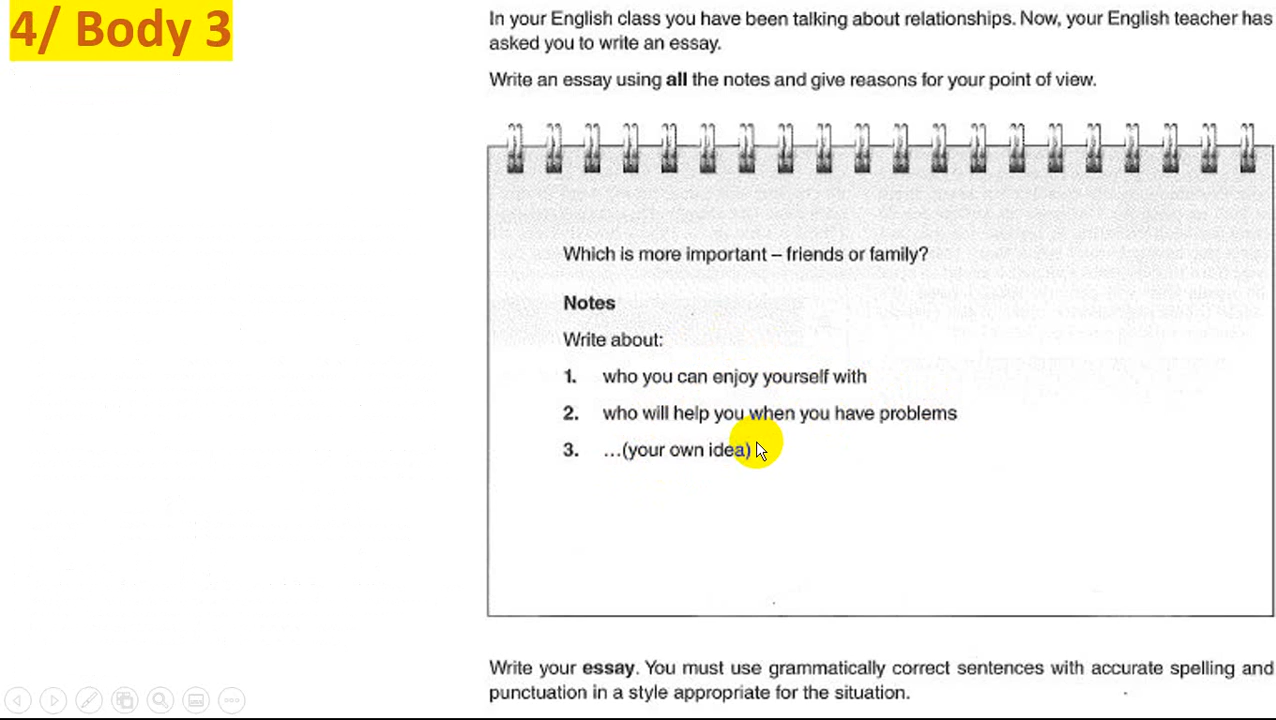 4/ Body 3
In your English class you have been talking about relationships. Now, your English teacher has
asked you to write an essay.
Write an essay using all the notes and give reasons for your point of view.
Which is more important – friends or family?
Notes
Write about:
1. who you can enjoy yourself with
2. who will help you when you have problems
3. ...(your own idea)
Write your essay. You must use grammatically correct sentences with accurate spelling and
punctuation in a style appropriate for the situation.